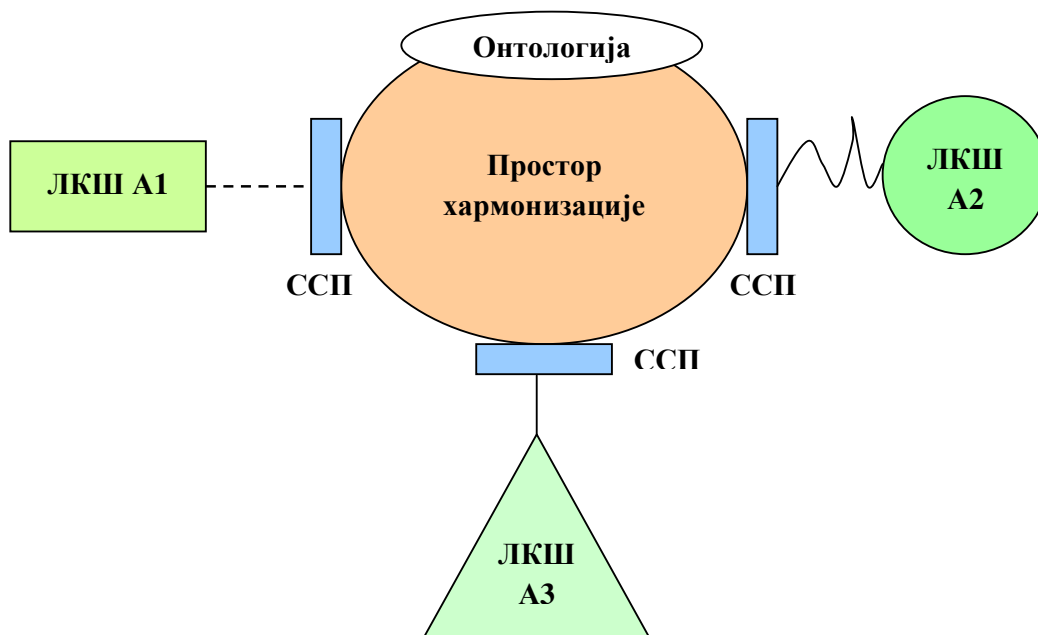 Онтологија
Простор
хармонизације
ЛКШ А1
ЛКШ
А2
ССП
ССП
ССП
ЛКШ
А3